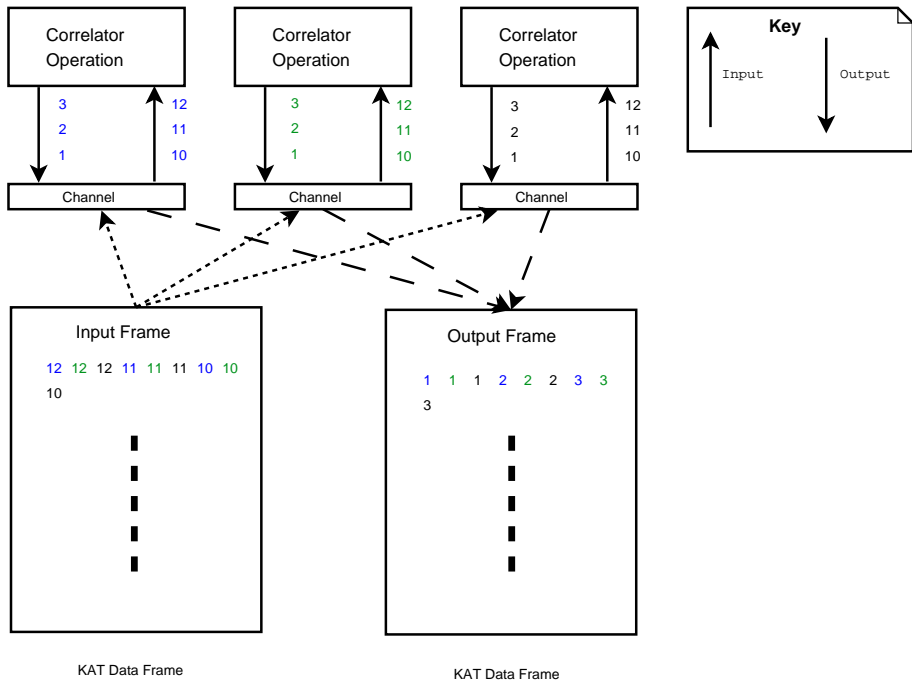 Correlator
Operation
Correlator
Operation
Correlator
Operation
Key
Input
Output
3 12
2 11
1 10
3 12
2 11
1 10
3 12
2 11
1 10
Channel
Channel
Channel
Input Frame
12 12 12 11 11 11 10 10
10
Output Frame
1 1 1 2 2 2 3 3
3
KAT Data Frame
KAT Data Frame